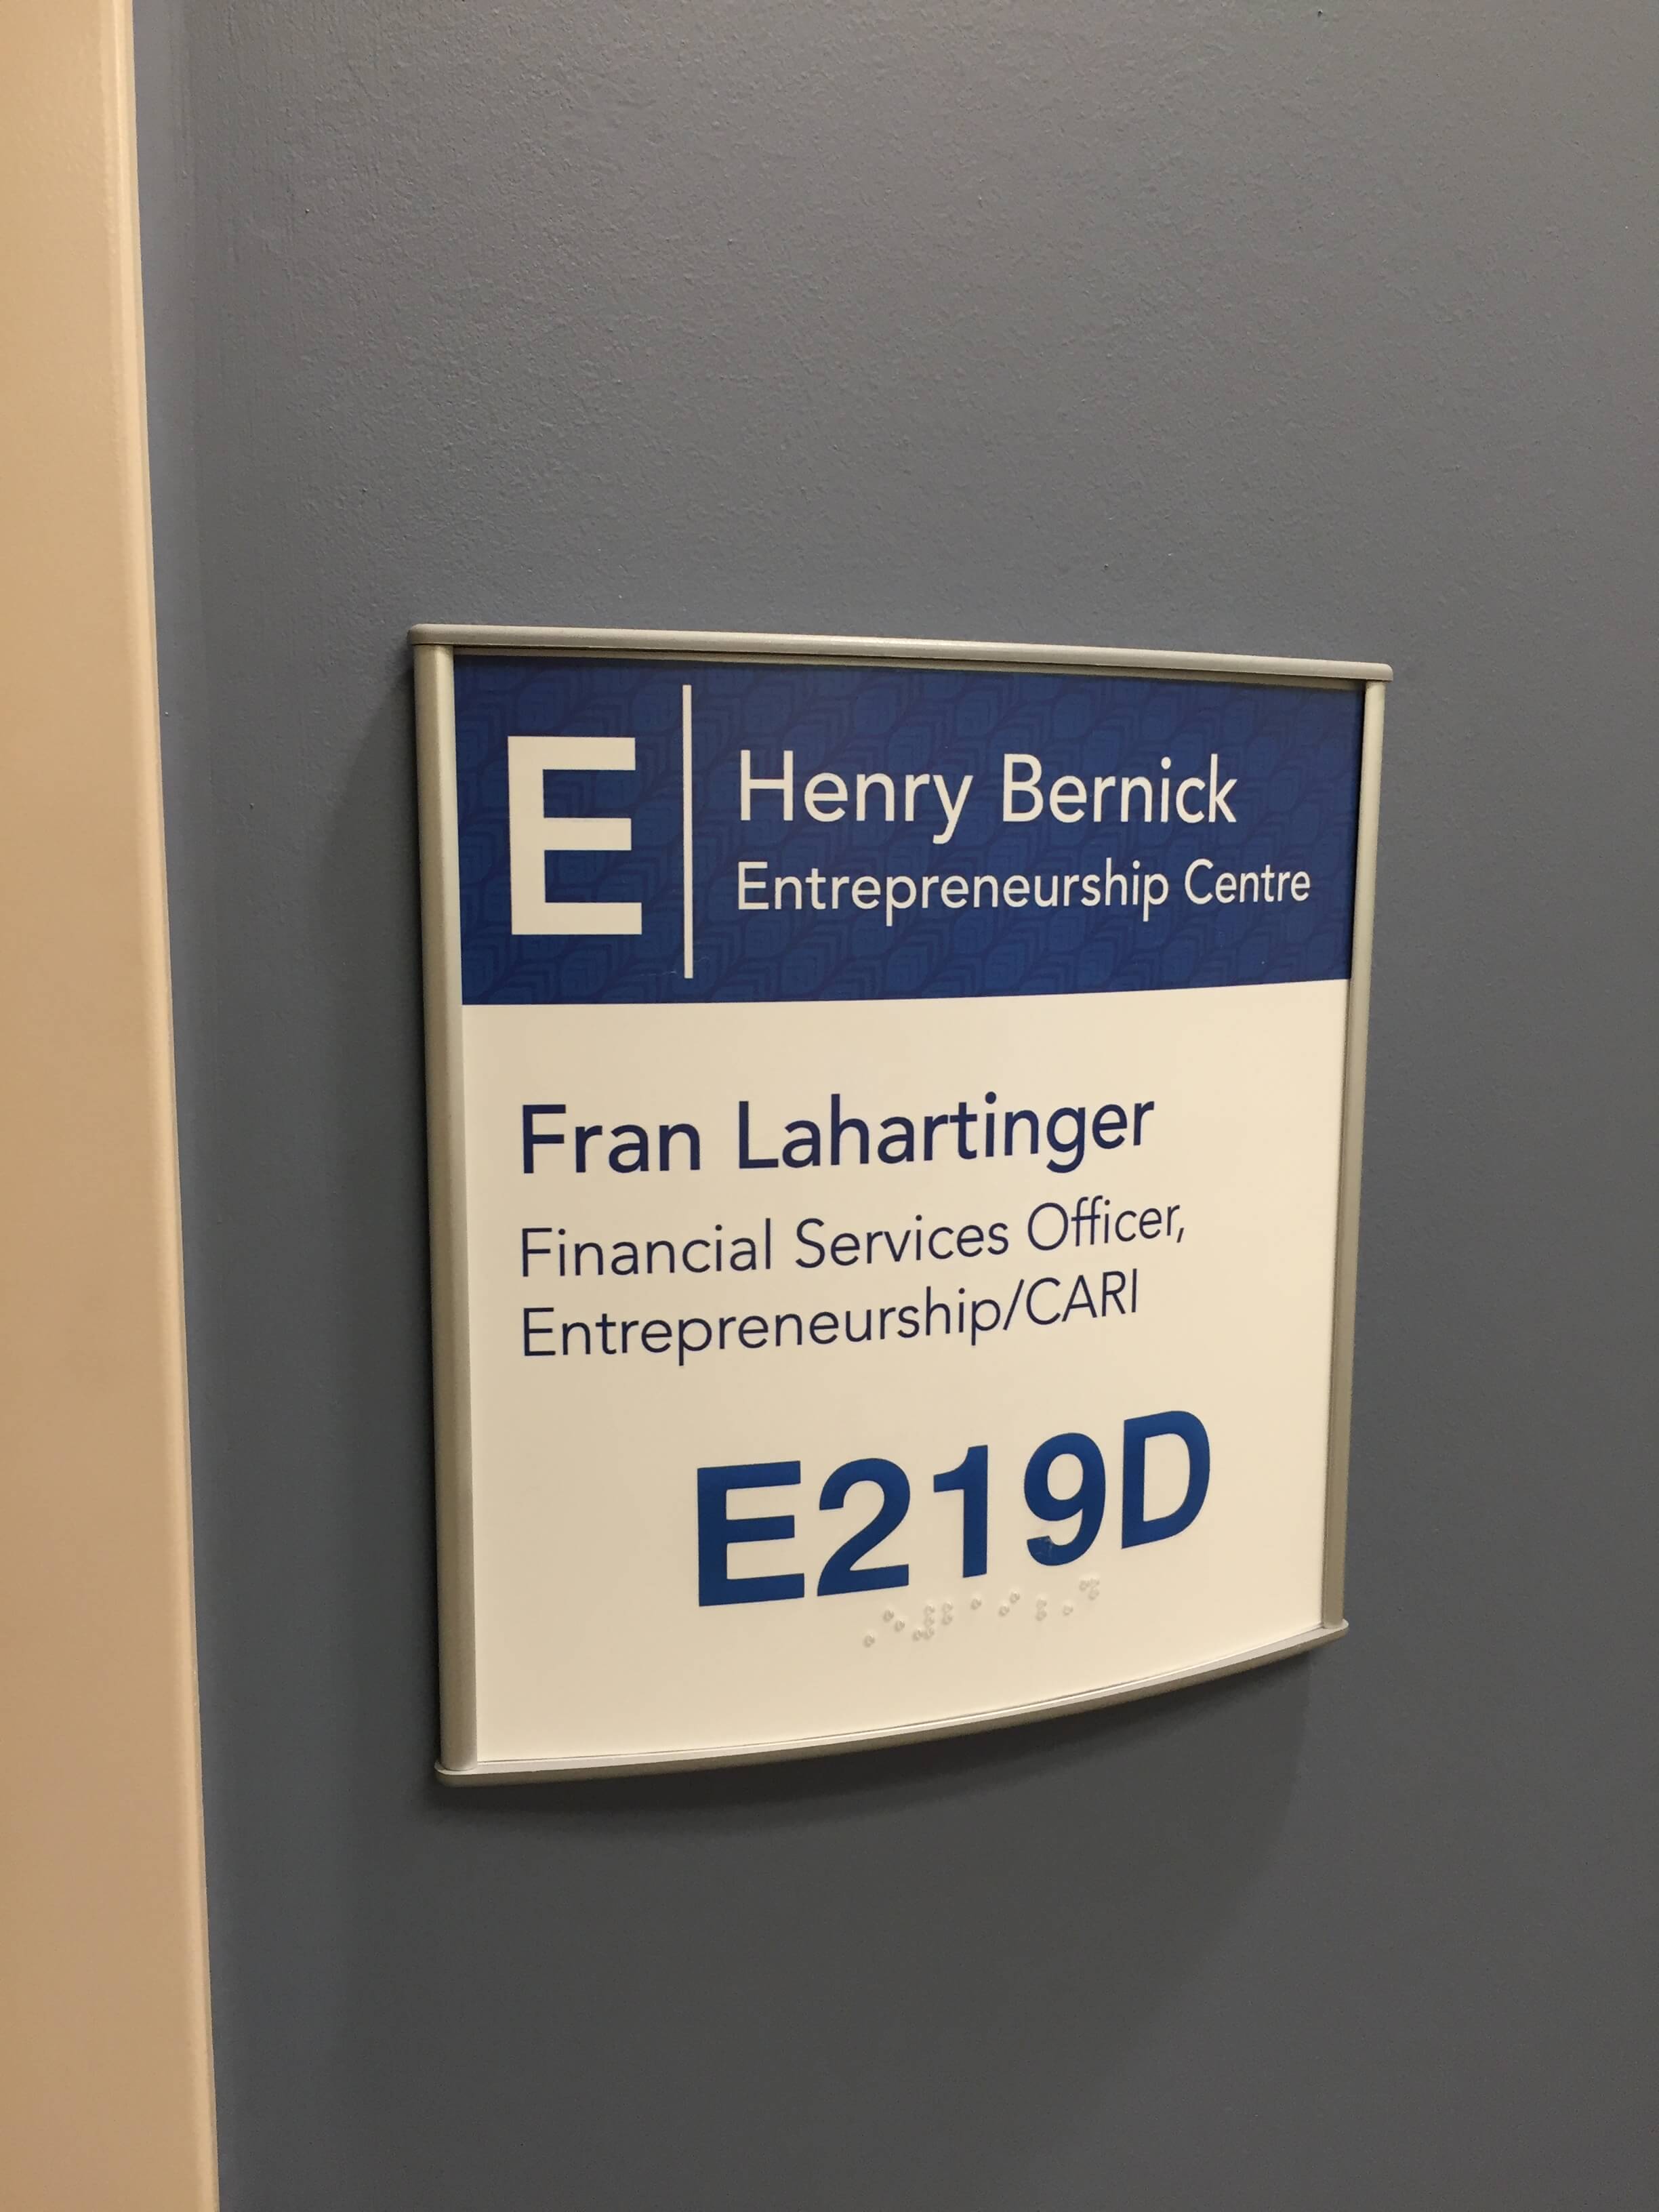 E
Henry Bernick
Entrepreneurship Centre
Fran Lahartinger
Financial Services Officer,
Entrepreneurship/CARI
E219D